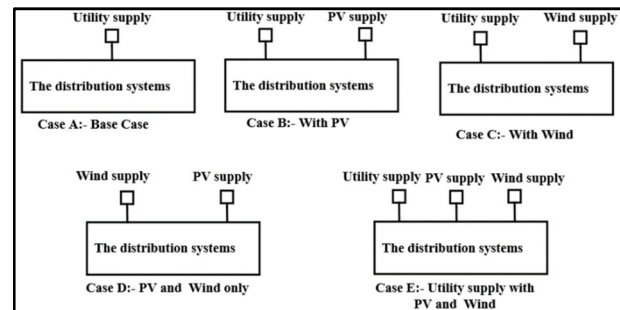 Utility supply
The distribution systems
Case A:- Base Case
Utility supply PV supply
The distribution systems
Case B:- With PV
Utility supply Wind supply
The distribution systems
Case C:- With Wind
Wind supply PV supply
The distribution systems
Case D:- PV and Wind only
Utility supply PV supply Wind supply
The distribution systems
Case E:- Utility supply with
PV and Wind